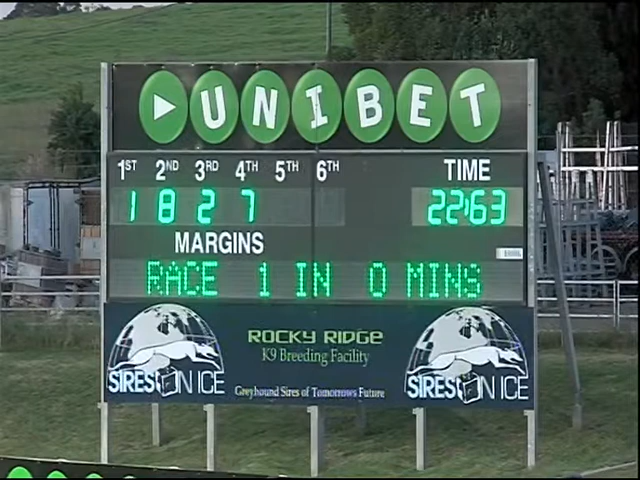 UNIBET
1ST 2ND 3RD 4TH 5TH 6TH TIME
1 8 2 7 22:63
MARGINS
RACE 1 IN 0 MINS
ROCKY RIDGE
K9 Breeding Facility
SIRES ON ICE
Greyhound Sires of Tomorrows Future
SIRES ON ICE